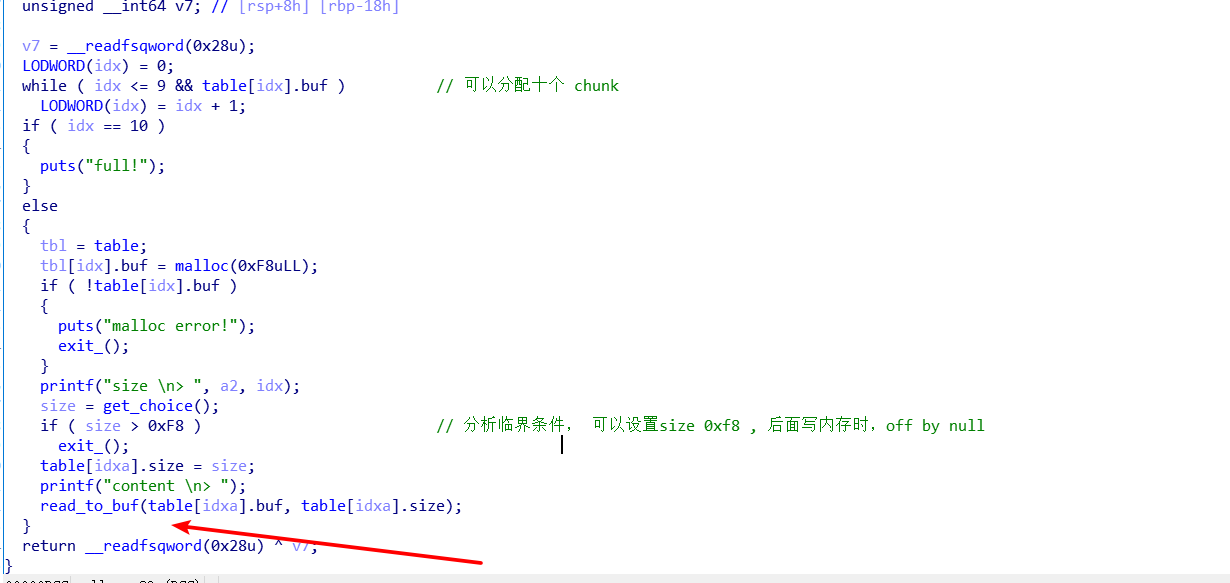 unsigned __int64 v7; // [rsp+8h] [rbp-18h]
v7 = __readfsqword(0x28u);
LODWORD(idx) = 0;
while ( idx <= 9 && table[idx].buf ) // 可以分配十个 chunk
LODWORD(idx) = idx + 1;
if ( idx == 10 )
{
puts("full!");
}
else
{
tbl = table;
tbl[idx].buf = malloc(0xF8uLL);
if ( !table[idx].buf )
{
puts("malloc error!");
exit_();
}
printf("size \n> ", a2, idx);
size = get_choice();
if ( size > 0xF8 ) // 分析临界条件， 可以设置size 0xf8 , 后面写内存时，off by null
exit_();
table[idxa].size = size;
printf("content \n> ");
read_to_buf(table[idxa].buf, table[idxa].size);
}
return __readfsqword(0x28u) ^ v7;
}